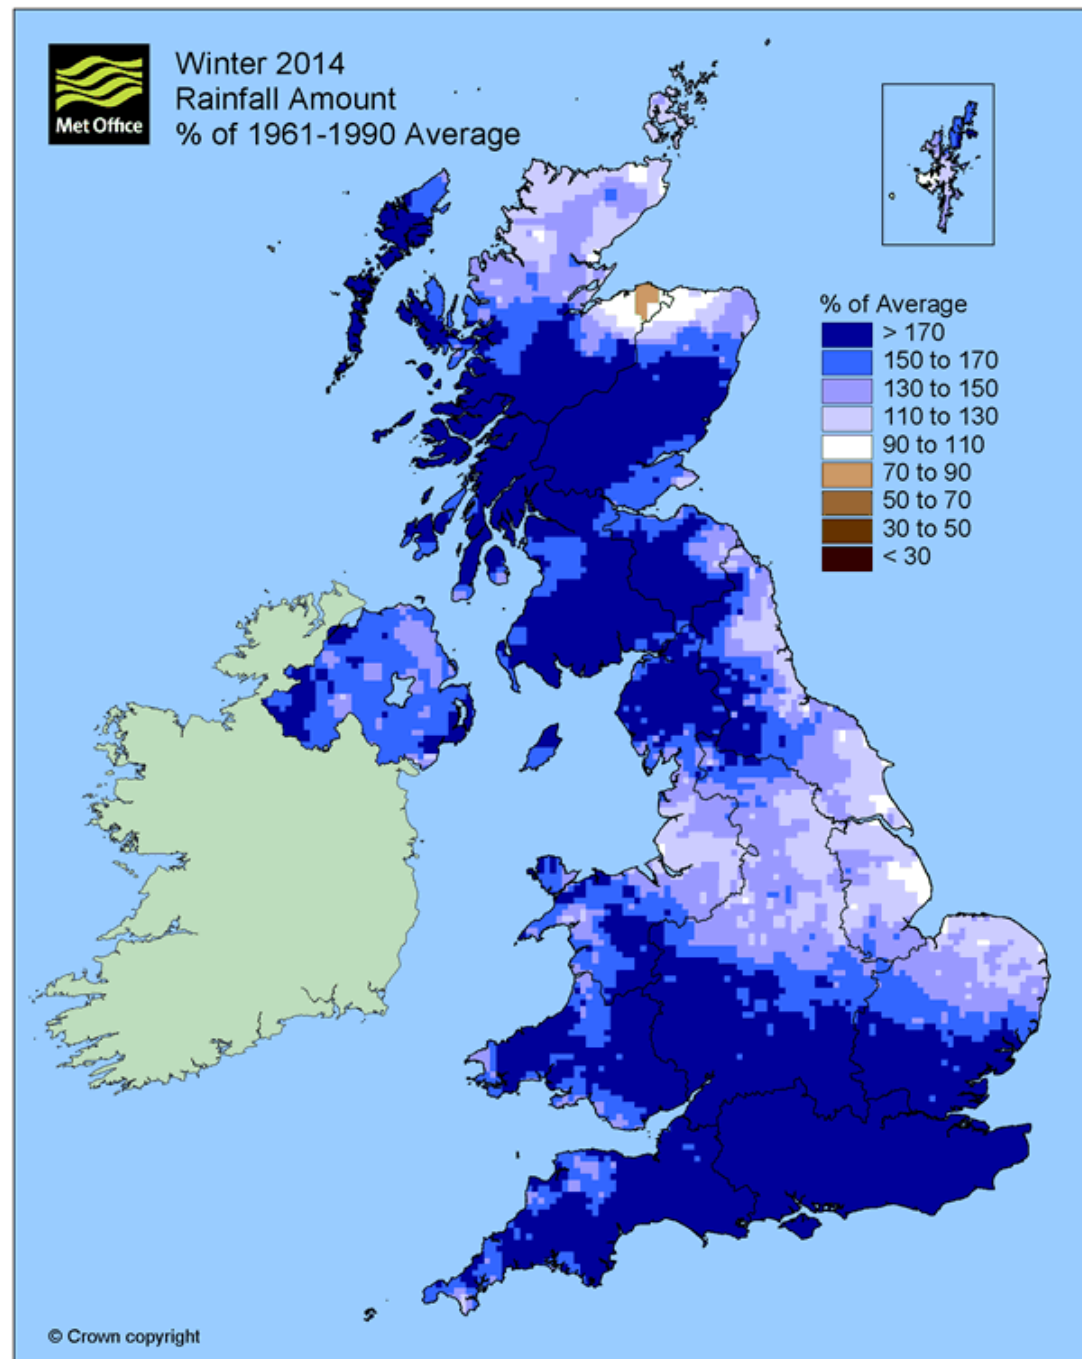 Met Office
Winter 2014
Rainfall Amount
% of 1961-1990 Average
% of Average
> 170
150 to 170
130 to 150
110 to 130
90 to 110
70 to 90
50 to 70
30 to 50
< 30
© Crown copyright